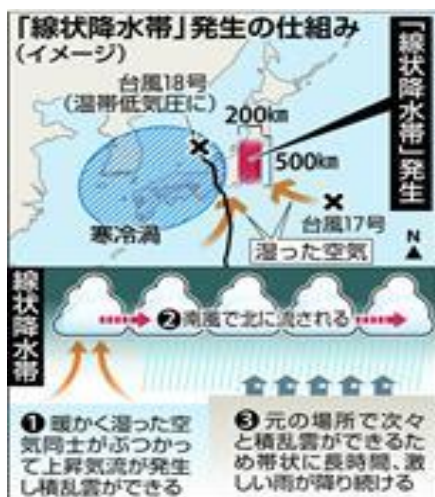 「線状降水帯」発生の仕組み
(イメージ)
台風18号
(温帯低気圧に)
200km
500km
「線状降水帯」発生
寒冷渦
台風17号
湿った空気
N
線状降水帯
❷南風で北に流される
❶暖かく湿った空
気同士がぶつかっ
て上昇気流が発生
し積乱雲ができる
❸元の場所で次々
と積乱雲ができるた
め帯状に長時間、激
しい雨が降り続ける